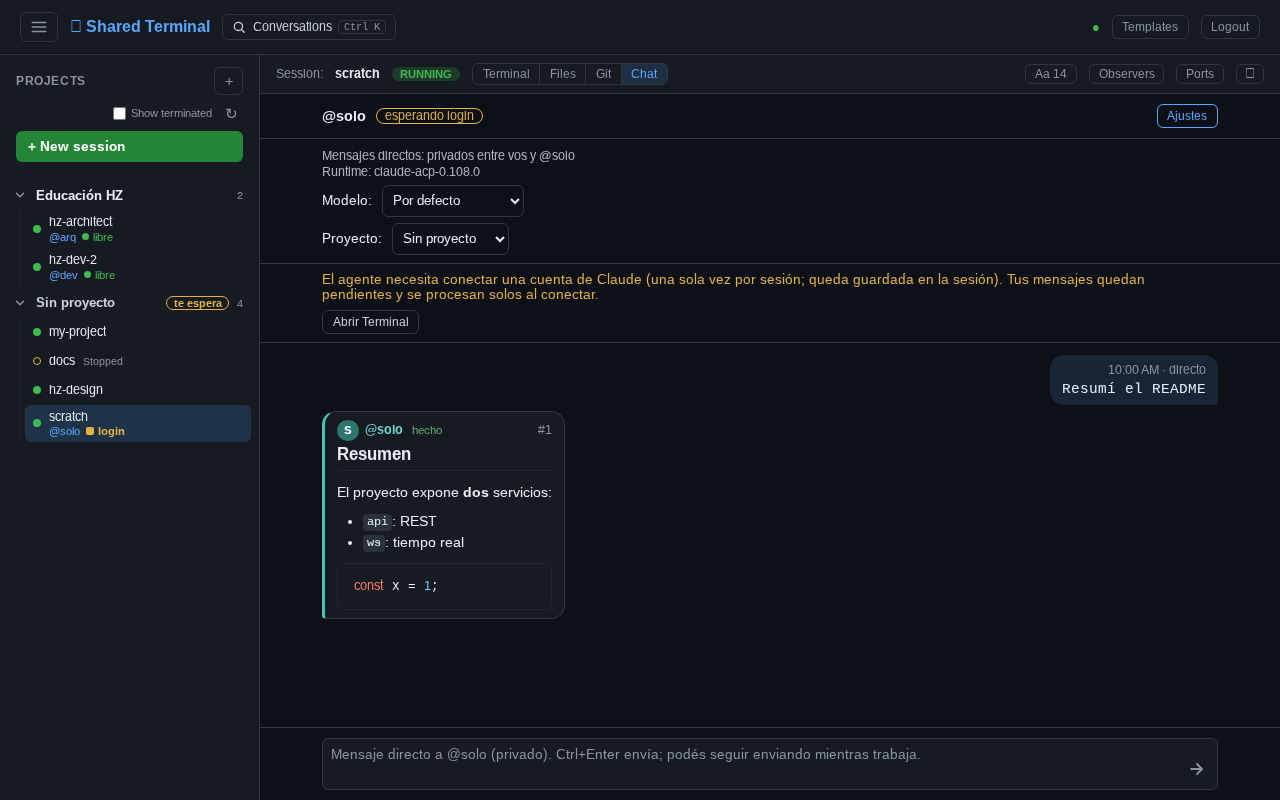 Shared Terminal
Conversations Ctrl K
Templates
Logout
PROJECTS
+
Show terminated
+ New session
Educación HZ 2
hz-architect
@arq libre
hz-dev-2
@dev libre
Sin proyecto te espera 4
my-project
docs Stopped
hz-design
scratch
@solo login
Session: scratch RUNNING Terminal Files Git Chat
Aa 14 Observers Ports
@solo esperando login
Ajustes
Mensajes directos: privados entre vos y @solo
Runtime: claude-acp-0.108.0
Modelo: Por defecto
Proyecto: Sin proyecto
El agente necesita conectar una cuenta de Claude (una sola vez por sesión; queda guardada en la sesión). Tus mensajes quedan
pendientes y se procesan solos al conectar.
Abrir Terminal
10:00 AM · directo
Resumí el README
S @solo hecho #1
Resumen
El proyecto expone dos servicios:
• api: REST
• ws: tiempo real
const x = 1;
Mensaje directo a @solo (privado). Ctrl+Enter envía; podés seguir enviando mientras trabaja.